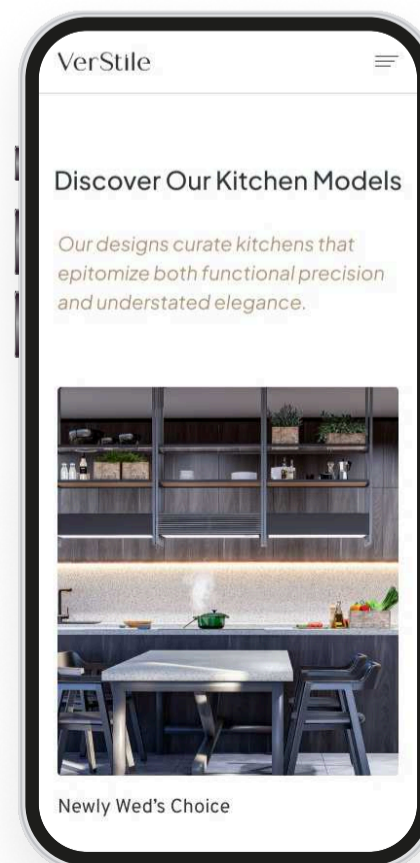 VerStile
Discover Our Kitchen Models
Our designs curate kitchens that
epitomize both functional precision
and understated elegance.
Newly Wed's Choice